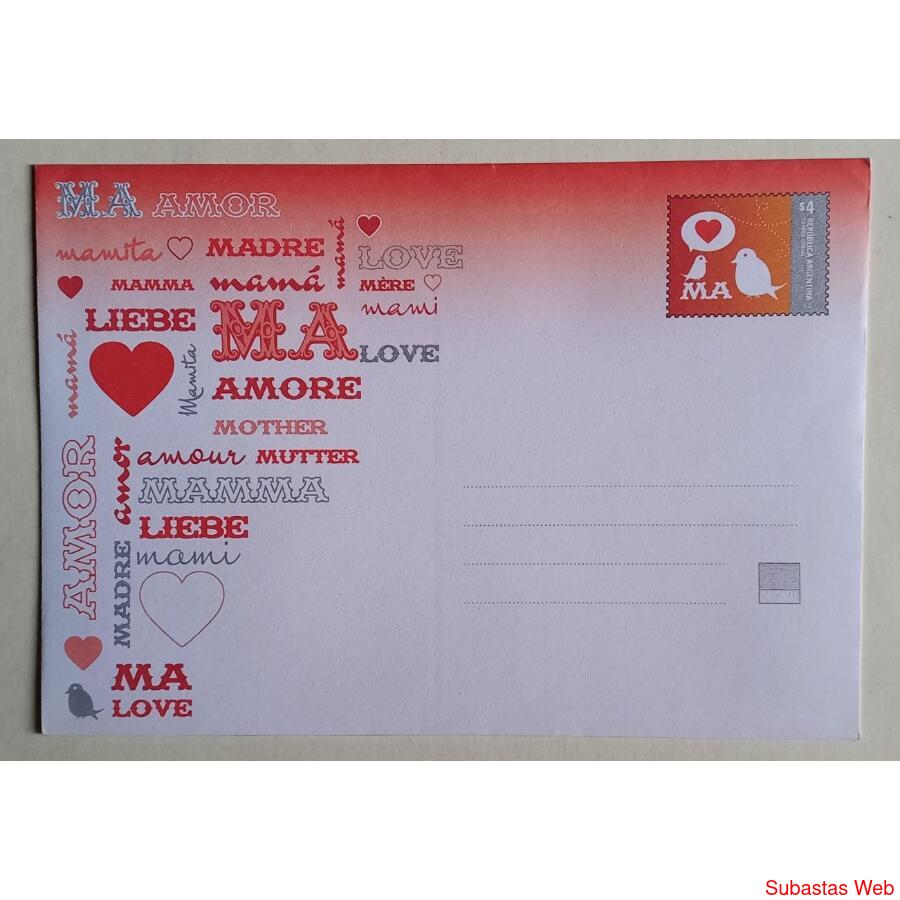 MA AMOR
mamita MADRE mamá LOVE
MAMMA mamá MÈRE
mami
LIEBE MA LOVE
mamá Mamita AMORE
MOTHER
amour MUTTER
AMOR amor MAMMA
LIEBE
MADRE mami
MA
LOVE
$4
REPÚBLICA ARGENTINA
MA
Subastas Web